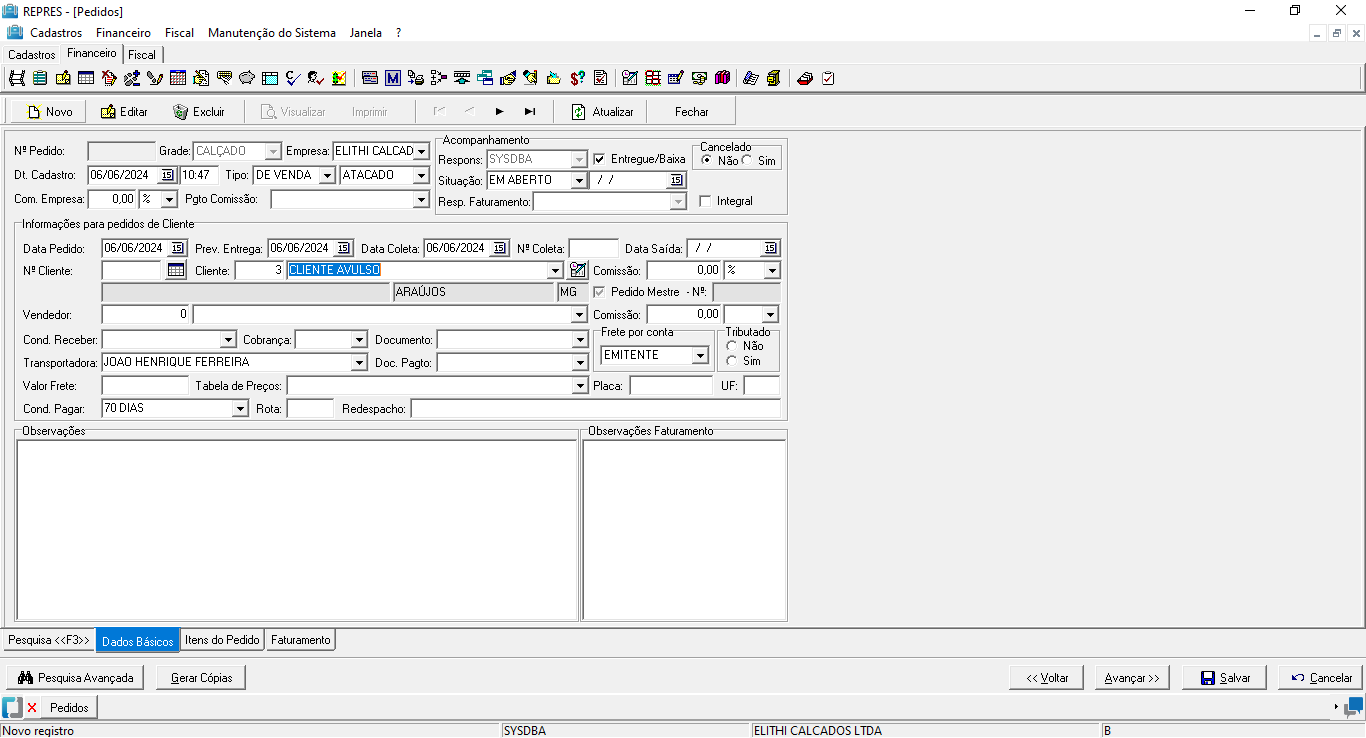 REPRES - [Pedidos]
Cadastros Financeiro Fiscal Manutenção do Sistema Janela ?
Cadastros Financeiro Fiscal
Novo Editar Excluir Visualizar Imprimir Atualizar Fechar
Acompanhamento
Nº Pedido: Grade: CALÇADO Empresa: ELITHI CALCAD Respons: SYSDBA Entregue/Baixa Cancelado Não Sim
Dt. Cadastro: 06/06/2024 15 10:47 Tipo: DE VENDA ATACADO Situação: EM ABERTO / / 15
Com. Empresa: 0,00 % Pgto Comissão: Resp. Faturamento: Integral
Informações para pedidos de Cliente
Data Pedido: 06/06/2024 15 Prev. Entrega: 06/06/2024 15 Data Coleta: 06/06/2024 15 Nº Coleta: Data Saída: / / 15
Nº Cliente: Cliente: 3 CLIENTE AVULSO Comissão: 0,00 %
ARAÚJOS MG Pedido Mestre - Nº:
Vendedor: 0 Comissão: 0,00
Cond. Receber: Cobrança: Documento: Frete por conta EMITENTE Tributado Não Sim
Transportadora: JOAO HENRIQUE FERREIRA Doc. Pagto:
Valor Frete: Tabela de Preços: Placa: UF:
Cond. Pagar: 70 DIAS Rota: Redespacho:
Observações Observações Faturamento
Pesquisa <<F3>> Dados Básicos Itens do Pedido Faturamento
Pesquisa Avançada Gerar Cópias << Voltar Avançar >> Salvar Cancelar
Pedidos
Novo registro SYSDBA ELITHI CALCADOS LTDA B